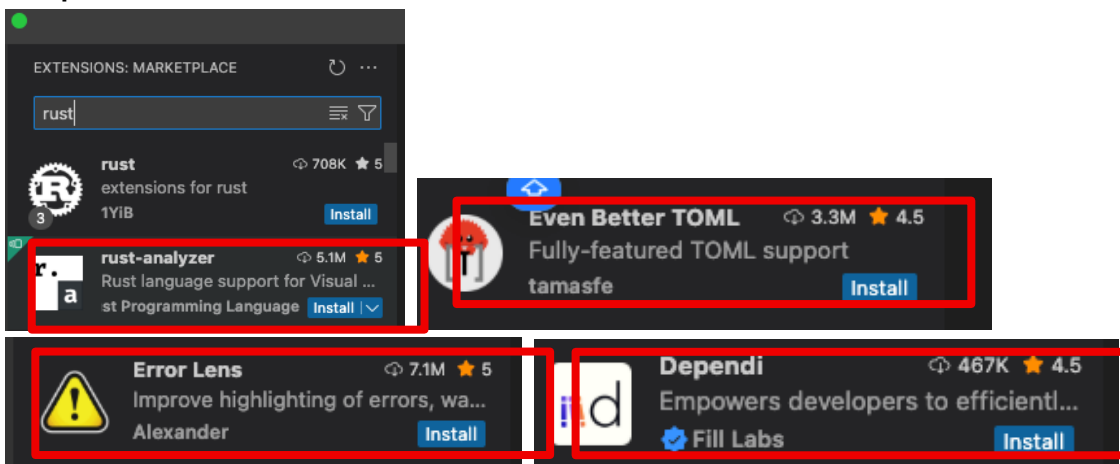 EXTENSIONS: MARKETPLACE
rust
rust 708K ★ 5
extensions for rust
3 1YiB Install
r.
a
rust-analyzer 5.1M ★ 5
Rust language support for Visual ...
st Programming Language Install
Even Better TOML 3.3M ★ 4.5
Fully-featured TOML support
tamasfe Install
Error Lens 7.1M ★ 5
Improve highlighting of errors, wa...
Alexander Install
Dependi 467K ★ 4.5
Empowers developers to efficientl...
Fill Labs Install